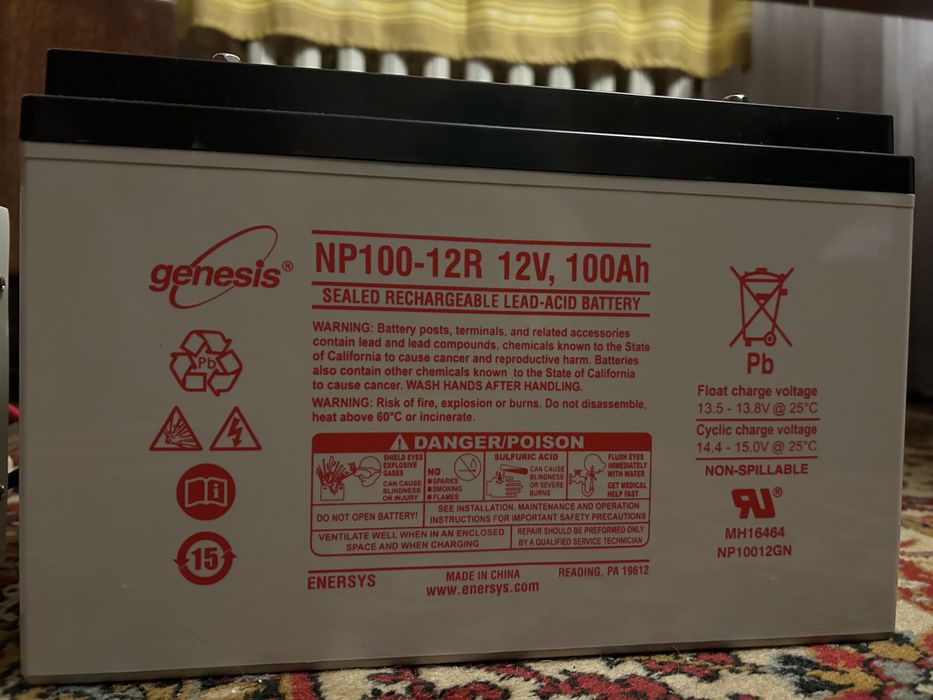 genesis®
Pb
15
NP100-12R 12V, 100Ah
SEALED RECHARGEABLE LEAD-ACID BATTERY
WARNING: Battery posts, terminals, and related accessories
contain lead and lead compounds, chemicals known to the State
of California to cause cancer and reproductive harm. Batteries
also contain other chemicals known to the State of California
to cause cancer. WASH HANDS AFTER HANDLING.
WARNING: Risk of fire, explosion or burns. Do not disassemble,
heat above 60°C or incinerate.
DANGER/POISON
SHIELD EYES
EXPLOSIVE
GASES
CAN CAUSE
BLINDNESS
OR INJURY
NO
■SPARKS
■SMOKING
■FLAMES
SULFURIC ACID
CAN CAUSE
BLINDNESS
OR SEVERE
BURNS
FLUSH EYES
IMMEDIATELY
WITH WATER
GET MEDICAL
HELP FAST
DO NOT OPEN BATTERY!
SEE INSTALLATION. MAINTENANCE AND OPERATION
INSTRUCTIONS FOR IMPORTANT SAFETY PRECAUTIONS
VENTILATE WELL WHEN IN AN ENCLOSED
SPACE AND WHEN CHARGING
REPAIR SHOULD BE PREFORMED ONLY
BY A QUALIFIED SERVICE TECHNICIAN
ENERSYS
MADE IN CHINA
READING, PA 19612
www.enersys.com
Pb
Float charge voltage
13.5 - 13.8V @ 25°C
Cyclic charge voltage
14.4 - 15.0V @ 25°C
NON-SPILLABLE
RU®
MH16464
NP10012GN